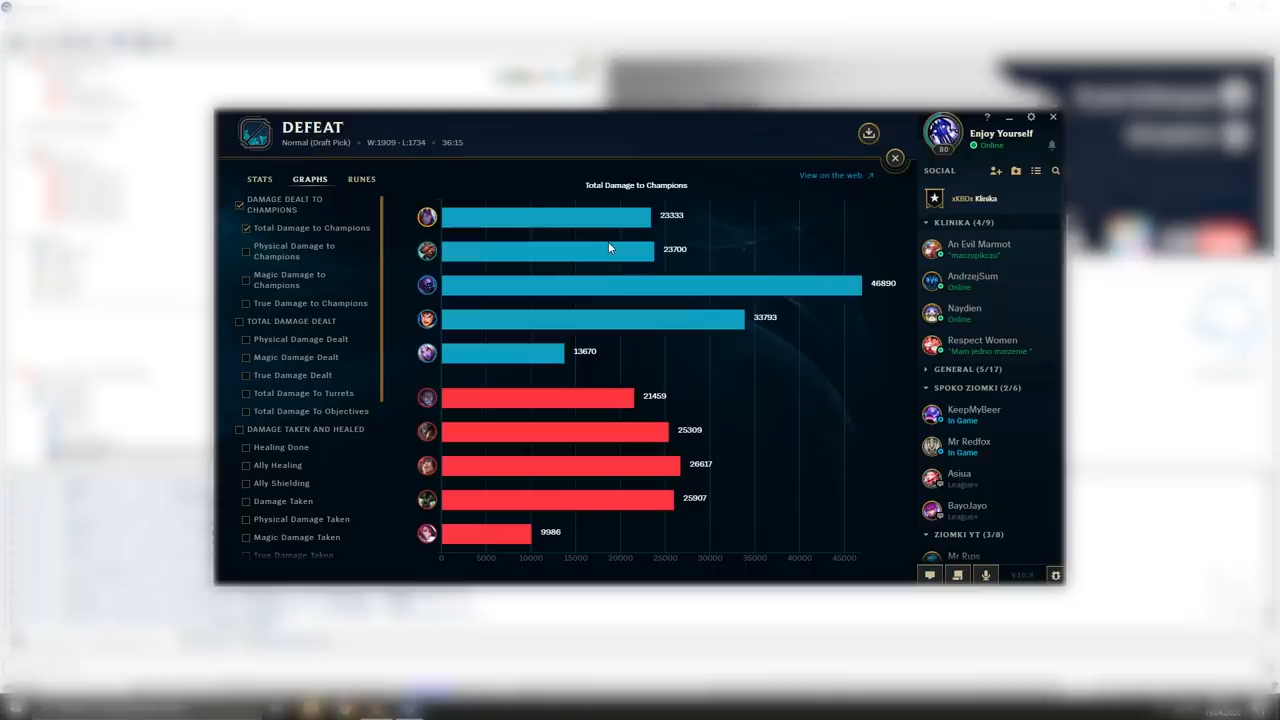 DEFEAT
Normal (Draft Pick) • W:1909 - L:1734 • 36:15
STATS
GRAPHS
RUNES
View on the web
Total Damage to Champions
DAMAGE DEALT TO
CHAMPIONS
Total Damage to Champions
Physical Damage to
Champions
Magic Damage to
Champions
True Damage to Champions
TOTAL DAMAGE DEALT
Physical Damage Dealt
Magic Damage Dealt
True Damage Dealt
Total Damage To Turrets
Total Damage To Objectives
DAMAGE TAKEN AND HEALED
Healing Done
Ally Healing
Ally Shielding
Damage Taken
Physical Damage Taken
Magic Damage Taken
True Damage Taken
23333
23700
46890
33793
13670
21459
25309
26617
25907
9986
0 5000 10000 15000 20000 25000 30000 35000 40000 45000
?
80
Enjoy Yourself
Online
SOCIAL
xKBDx Klinika
KLINIKA (4/9)
An Evil Marmot
"maczupikczu"
AndrzejSum
Online
Naydien
Online
Respect Women
"Mam jedno marzenie "
GENERAL (5/17)
SPOKO ZIOMKI (2/6)
KeepMyBeer
In Game
Mr Redfox
In Game
Asiua
League+
BayoJayo
League+
ZIOMKI YT (3/8)
Mr Rips
V10.8